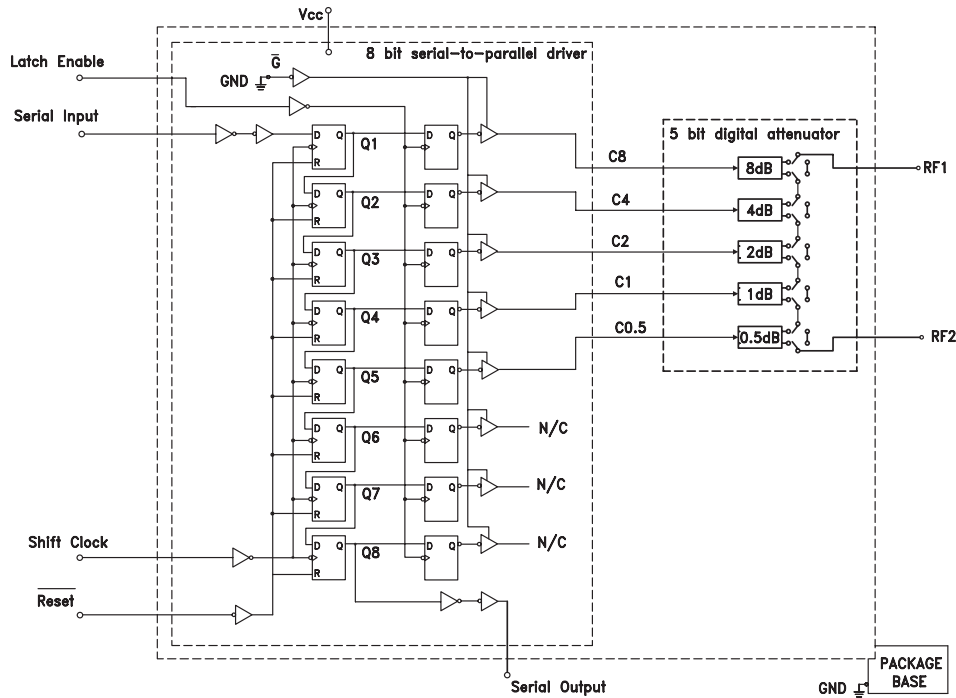 Vcc
8 bit serial-to-parallel driver
Latch Enable
G
GND
Serial Input
D Q
R
Q1
D Q
C8
5 bit digital attenuator
8dB
RF1
D Q
R
Q2
D Q
C4
4dB
D Q
R
Q3
D Q
C2
2dB
D Q
R
Q4
D Q
C1
1dB
D Q
R
Q5
D Q
C0.5
0.5dB
RF2
D Q
R
Q6
D Q
N/C
D Q
R
Q7
D Q
N/C
Shift Clock
D Q
R
Q8
D Q
N/C
Reset
Serial Output
GND
PACKAGE
BASE